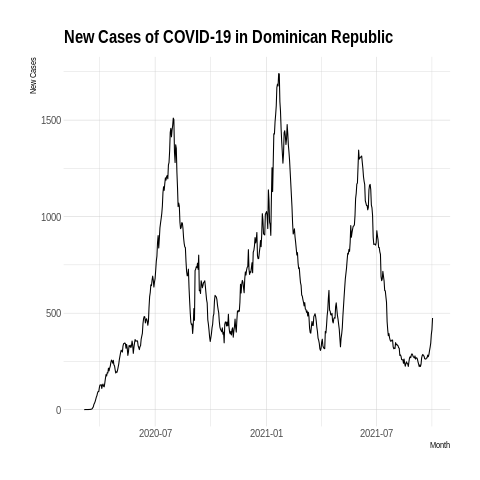 New Cases of COVID-19 in Dominican Republic
New Cases
1500
1000
500
0
2020-07 2021-01 2021-07
Month